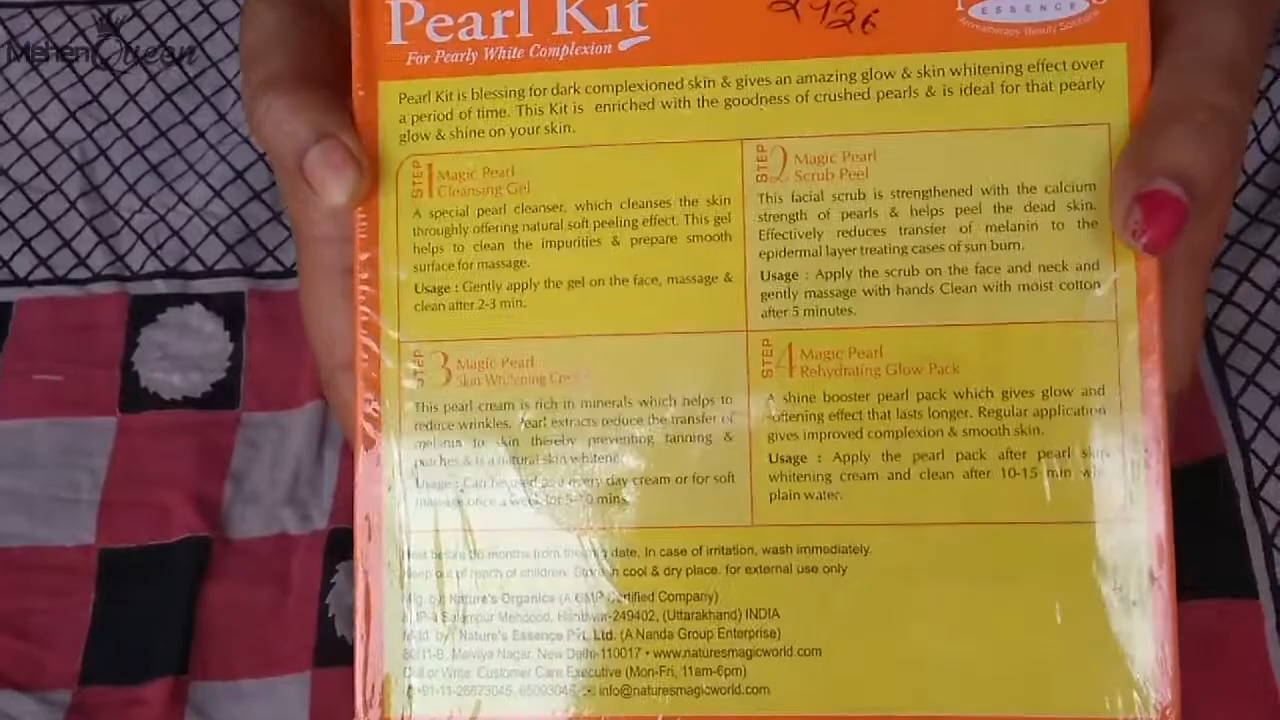 Mehen Queen
Pearl Kit
2936
ESSENCE
For Pearly White Complexion
Aromatherapy Beauty Solutions
Pearl Kit is blessing for dark complexioned skin & gives an amazing glow & skin whitening effect over
a period of time. This Kit is enriched with the goodness of crushed pearls & is ideal for that pearly
glow & shine on your skin.
STEP 1 Magic Pearl
Cleansing Gel
A special pearl cleanser, which cleanses the skin
throughly offering natural soft peeling effect. This gel
helps to clean the impurities & prepare smooth
surface for massage.
Usage : Gently apply the gel on the face, massage &
clean after 2-3 min.
STEP 2 Magic Pearl
Scrub Peel
This facial scrub is strengthened with the calcium
strength of pearls & helps peel the dead skin.
Effectively reduces transfer of melanin to the
epidermal layer treating cases of sun burn.
Usage : Apply the scrub on the face and neck and
gently massage with hands Clean with moist cotton
after 5 minutes.
STEP 3 Magic Pearl
Skin Whitening
This pearl cream is rich in minerals which helps to
reduce wrinkles. Pearl extracts reduce the transfer of
melanin to skin thereby preventing tanning &
patches & is a natural skin whitener
Usage : Can be used as a every day cream or for soft
massage once a week for 5-10 mins.
STEP 4 Magic Pearl
Rehydrating Glow Pack
A shine booster pearl pack which gives glow and
softening effect that lasts longer. Regular application
gives improved complexion & smooth skin.
Usage : Apply the pearl pack after pearl skin
whitening cream and clean after 10-15 min
plain water.
Best before 36 months from the date. In case of irritation, wash immediately.
Keep out of reach of children. Store in cool & dry place. for external use only
Mfg. by: Nature's Organics (A GMP Certified Company)
Salempur Mehdood, Haridwar-249402, (Uttarakhand) INDIA
Mktd. by : Nature's Essence Pvt. Ltd. (A Nanda Group Enterprise)
Malviya Nagar, New Delhi-110017 • www.naturesmagicworld.com
Call or Write: Customer Care Executive (Mon-Fri, 11am-6pm)
+91-11-26673045, info@naturesmagicworld.com